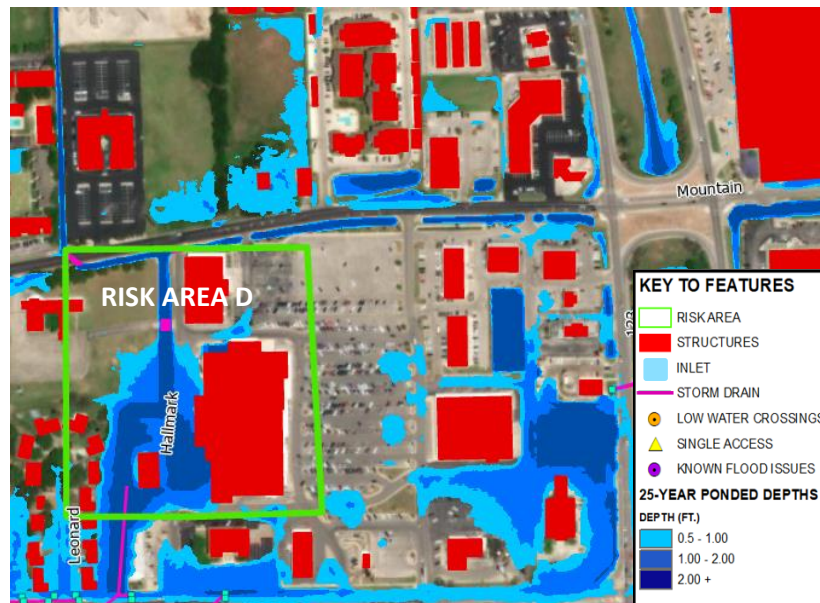 Mountain
RISK AREA D
Hallmark
Leonard
123
KEY TO FEATURES
RISK AREA
STRUCTURES
INLET
STORM DRAIN
LOW WATER CROSSINGS
SINGLE ACCESS
KNOWN FLOOD ISSUES
25-YEAR PONDED DEPTHS
DEPTH (FT.)
0.5 - 1.00
1.00 - 2.00
2.00 +